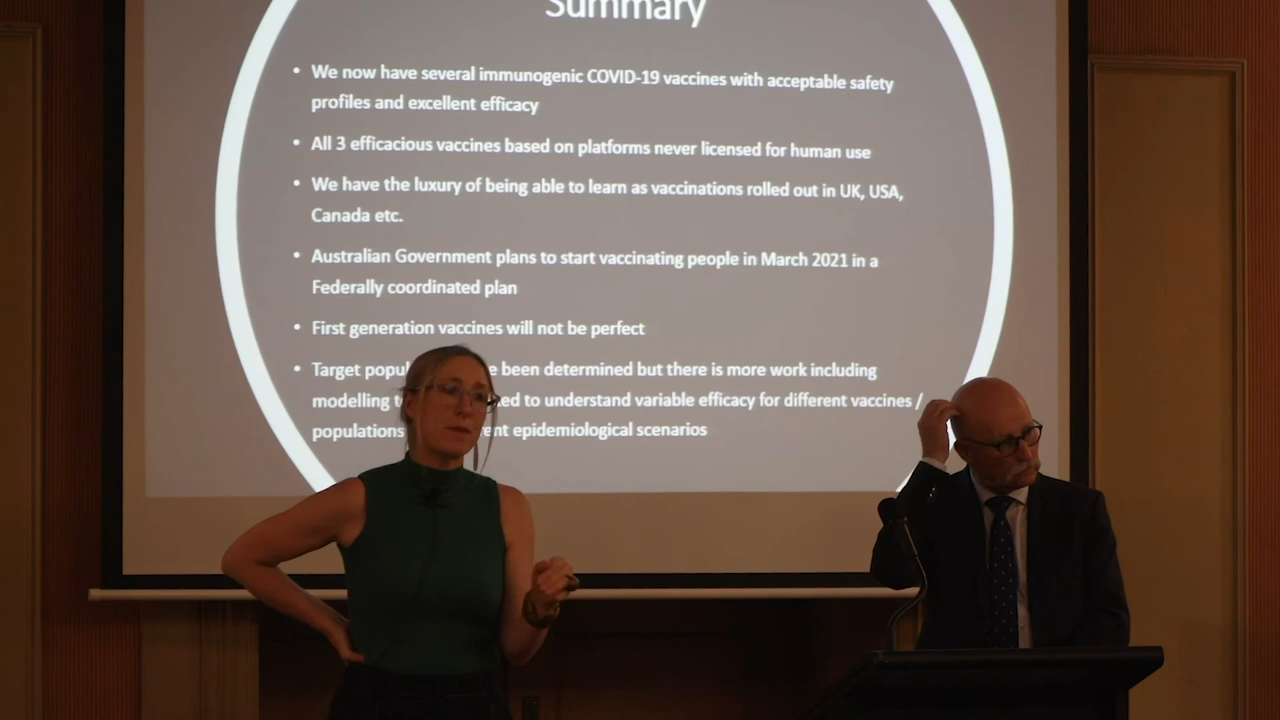 Summary
• We now have several immunogenic COVID-19 vaccines with acceptable safety
profiles and excellent efficacy
• All 3 efficacious vaccines based on platforms never licensed for human use
• We have the luxury of being able to learn as vaccinations rolled out in UK, USA,
Canada etc.
• Australian Government plans to start vaccinating people in March 2021 in a
Federally coordinated plan
• First generation vaccines will not be perfect
• Target been determined but there is more work including
modelling to understand variable efficacy for different vaccines /
populations epidemiological scenarios